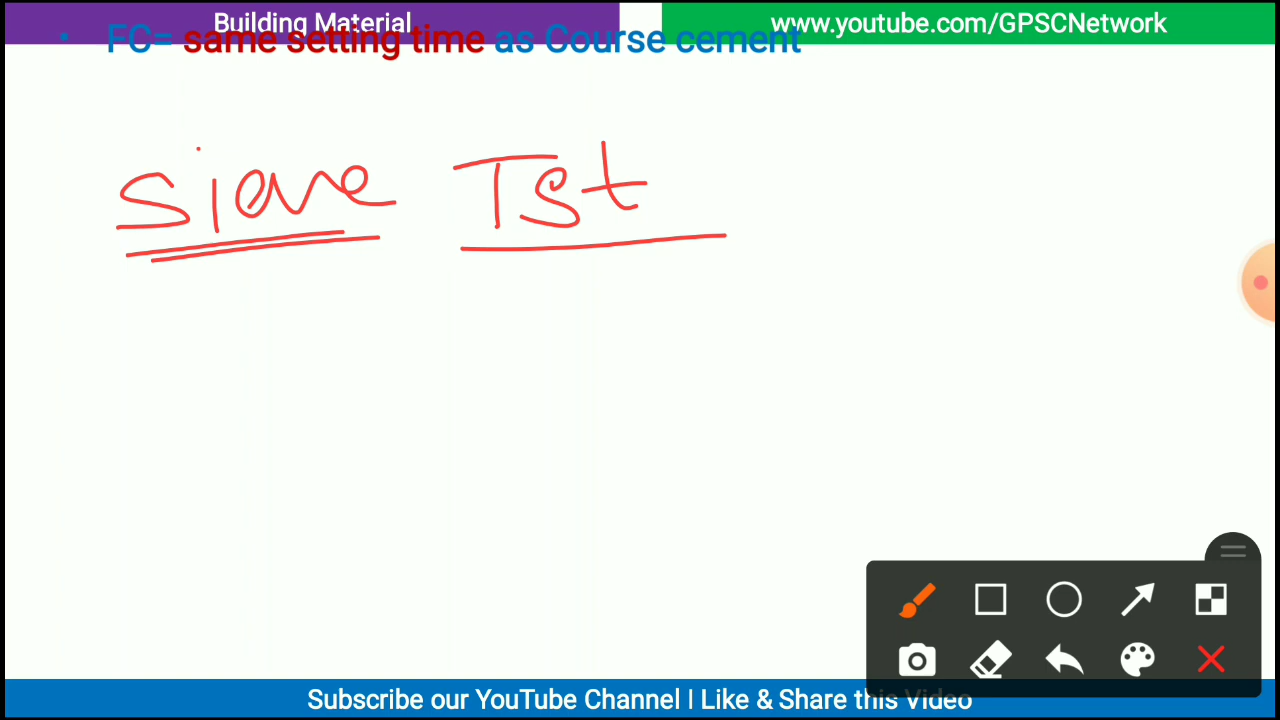 Building Material
www.youtube.com/GPSCNetwork
• FC= same setting time as Course cement
Sieve Tst
Subscribe our YouTube Channel I Like & Share this Video